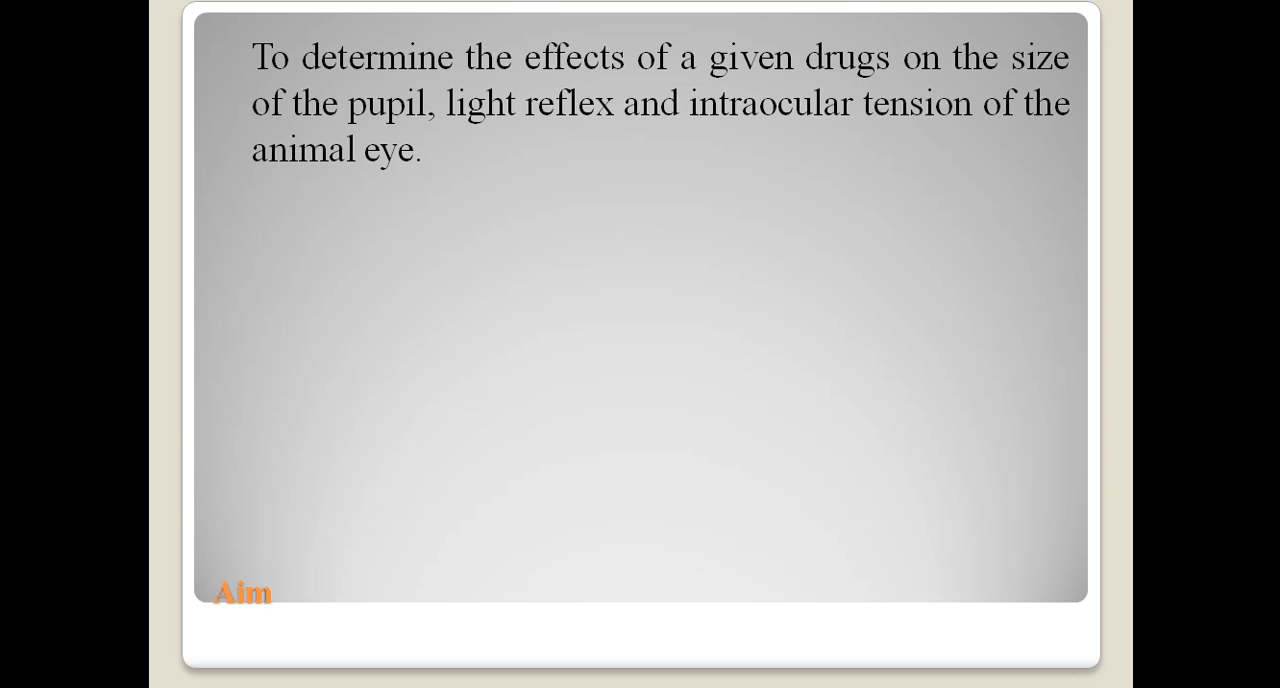 To determine the effects of a given drugs on the size
of the pupil, light reflex and intraocular tension of the
animal eye.
Aim